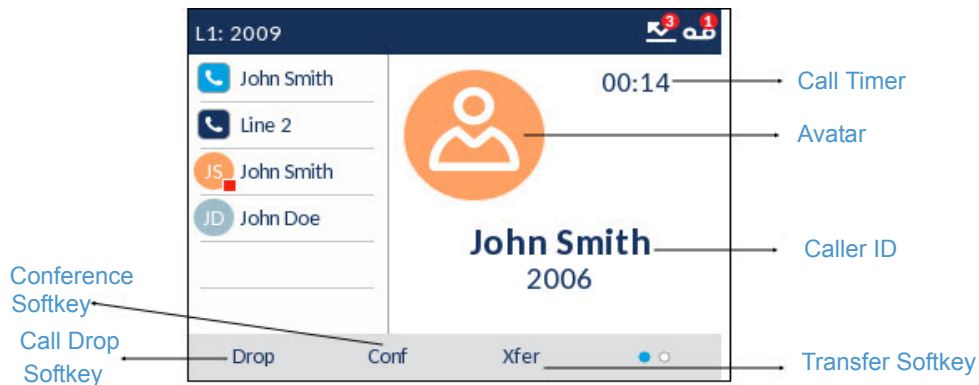 L1: 2009
3
1
John Smith
00:14
Call Timer
Line 2
Avatar
JS
John Smith
JD
John Doe
John Smith
Caller ID
2006
Conference
Softkey
Call Drop
Softkey
Drop
Conf
Xfer
Transfer Softkey